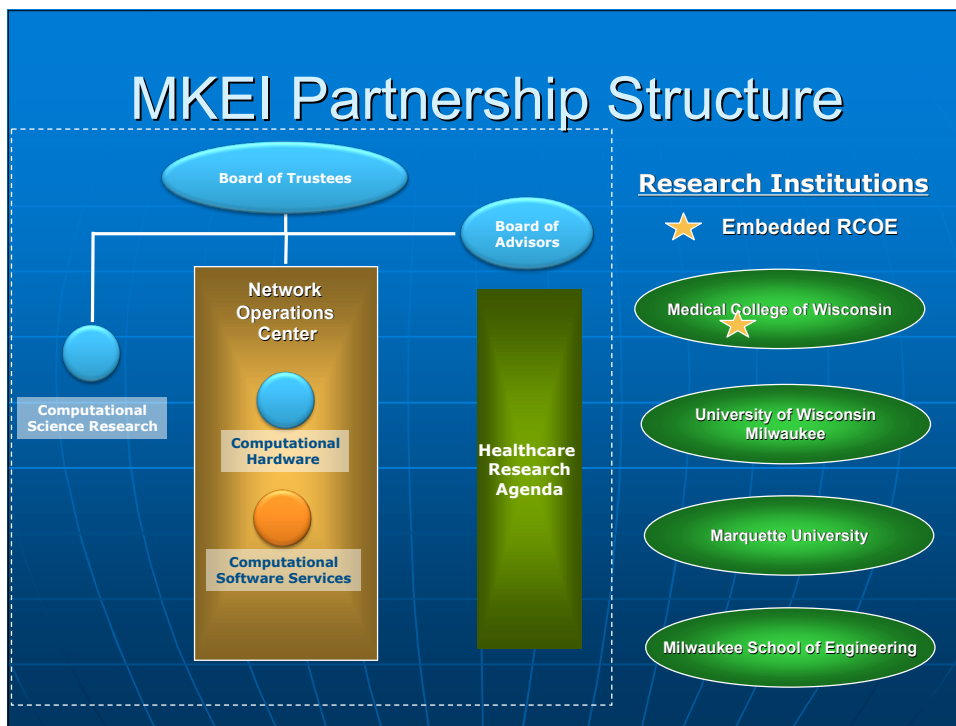 MKEI Partnership Structure
Board of Trustees
Board of
Advisors
Network
Operations
Center
Computational
Science Research
Computational
Hardware
Computational
Software Services
Healthcare
Research
Agenda
Research Institutions
Embedded RCOE
Medical College of Wisconsin
University of Wisconsin
Milwaukee
Marquette University
Milwaukee School of Engineering